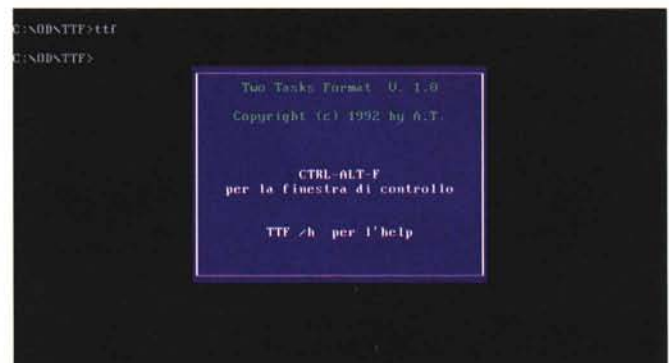 C:\OD\TTF>ttf
C:\OD\TTF>
Two Tasks Format V. 1.0
Copyright (c) 1992 by A.T.
CTRL-ALT-F
per la finestra di controllo
TTF /h per l'help